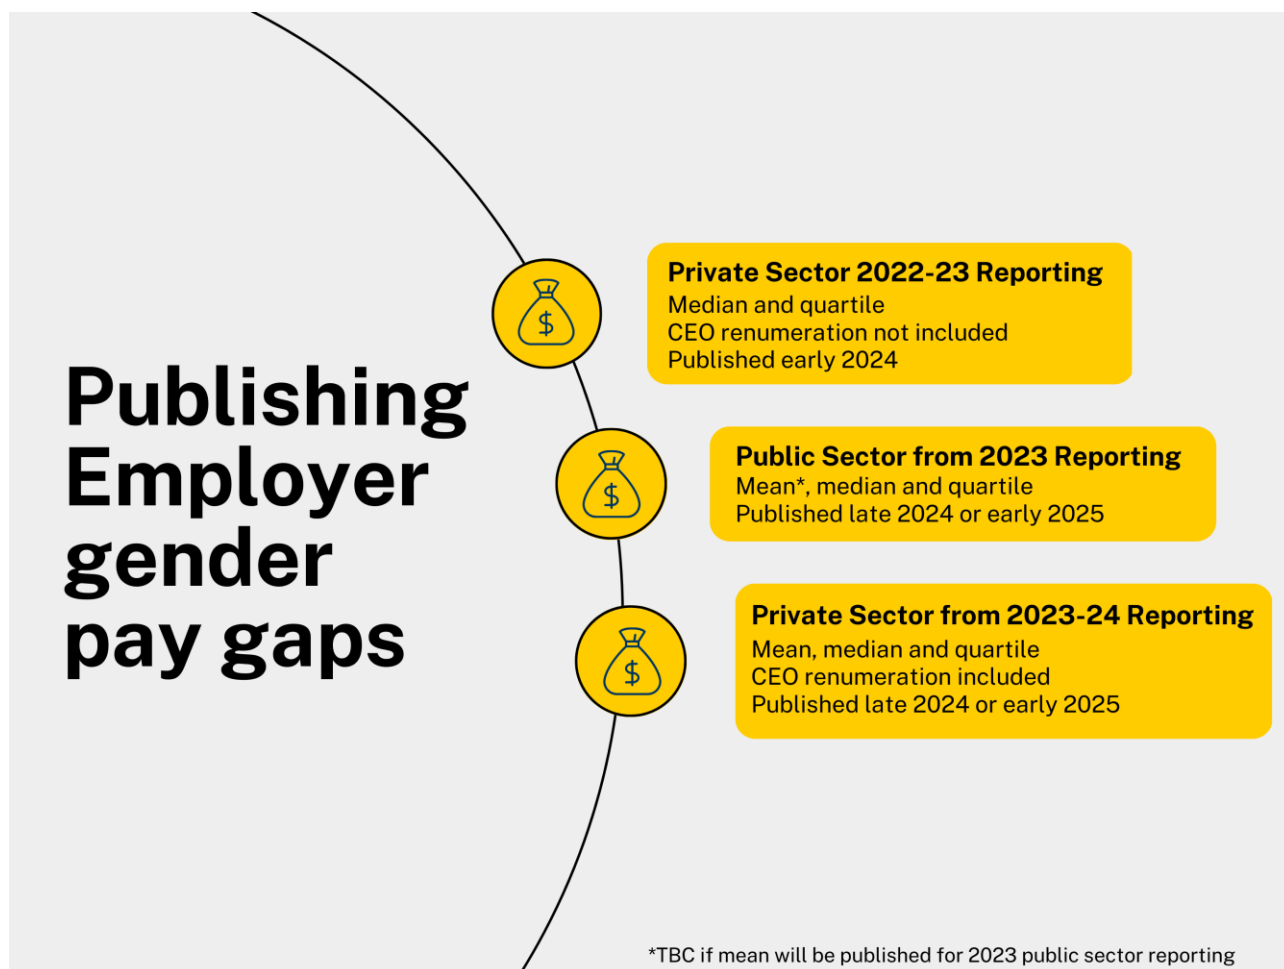 Publishing
Employer
gender
pay gaps
$
Private Sector 2022-23 Reporting
Median and quartile
CEO renumeration not included
Published early 2024
$
Public Sector from 2023 Reporting
Mean*, median and quartile
Published late 2024 or early 2025
$
Private Sector from 2023-24 Reporting
Mean, median and quartile
CEO renumeration included
Published late 2024 or early 2025
*TBC if mean will be published for 2023 public sector reporting